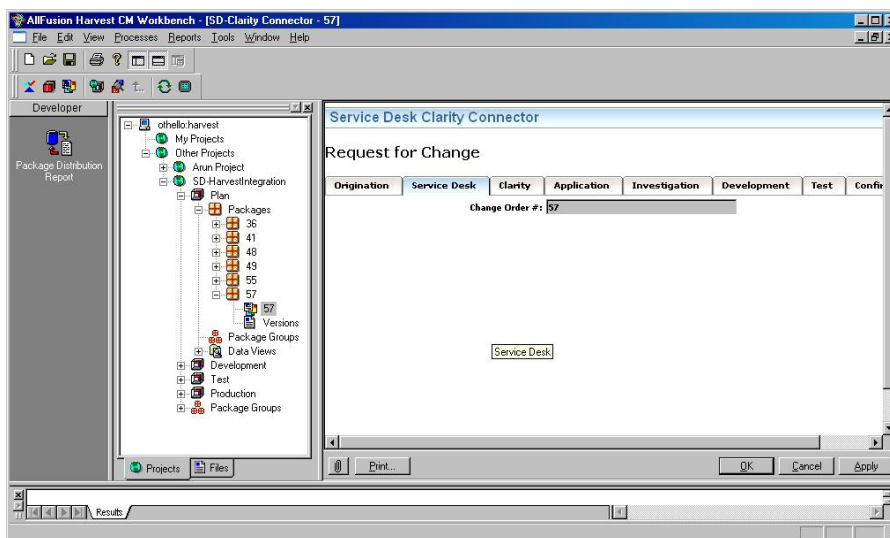 AllFusion Harvest CM Workbench - [SD-Clarity Connector - 57]
File Edit View Processes Reports Tools Window Help
Developer
Package Distribution
Report
othello:harvest
My Projects
Other Projects
Arun Project
SD-HarvestIntegration
Plan
Packages
36
41
48
49
55
57
57
Versions
Package Groups
Data Views
Development
Test
Production
Package Groups
Projects Files
Service Desk Clarity Connector
Request for Change
Origination Service Desk Clarity Application Investigation Development Test Confir
Change Order #: 57
Service Desk
Print... OK Cancel Apply
Results